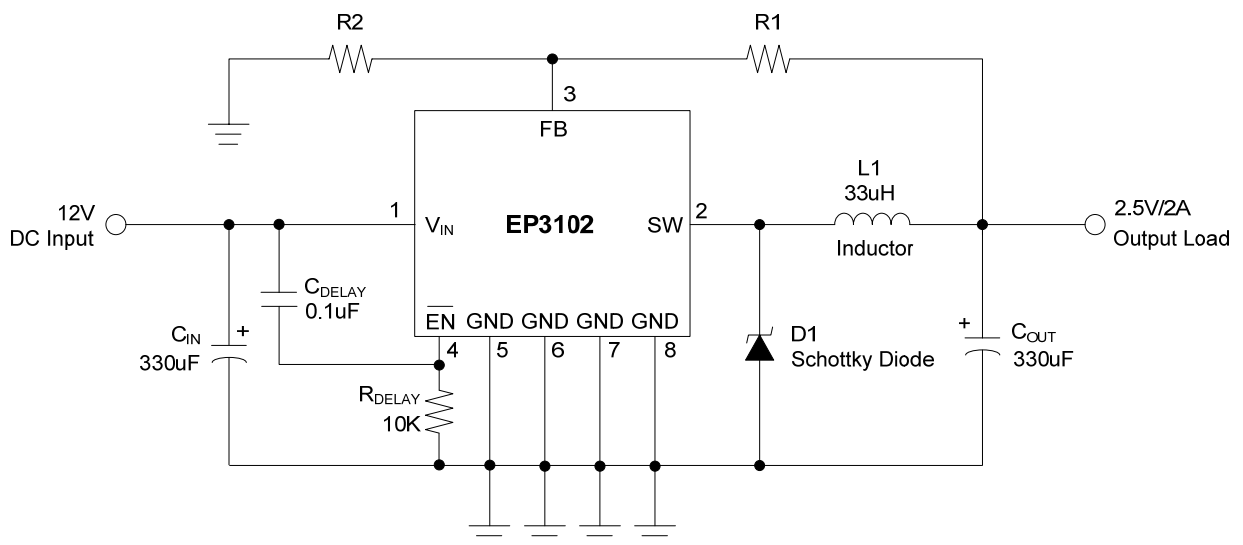 R2
R1
3
FB
12V
DC Input
1
VIN
EP3102
SW
2
L1
33uH
Inductor
2.5V/2A
Output Load
CDELAY
0.1uF
EN
GND
GND
GND
GND
4
5
6
7
8
CIN
+
330uF
RDELAY
10K
D1
Schottky Diode
+
COUT
330uF